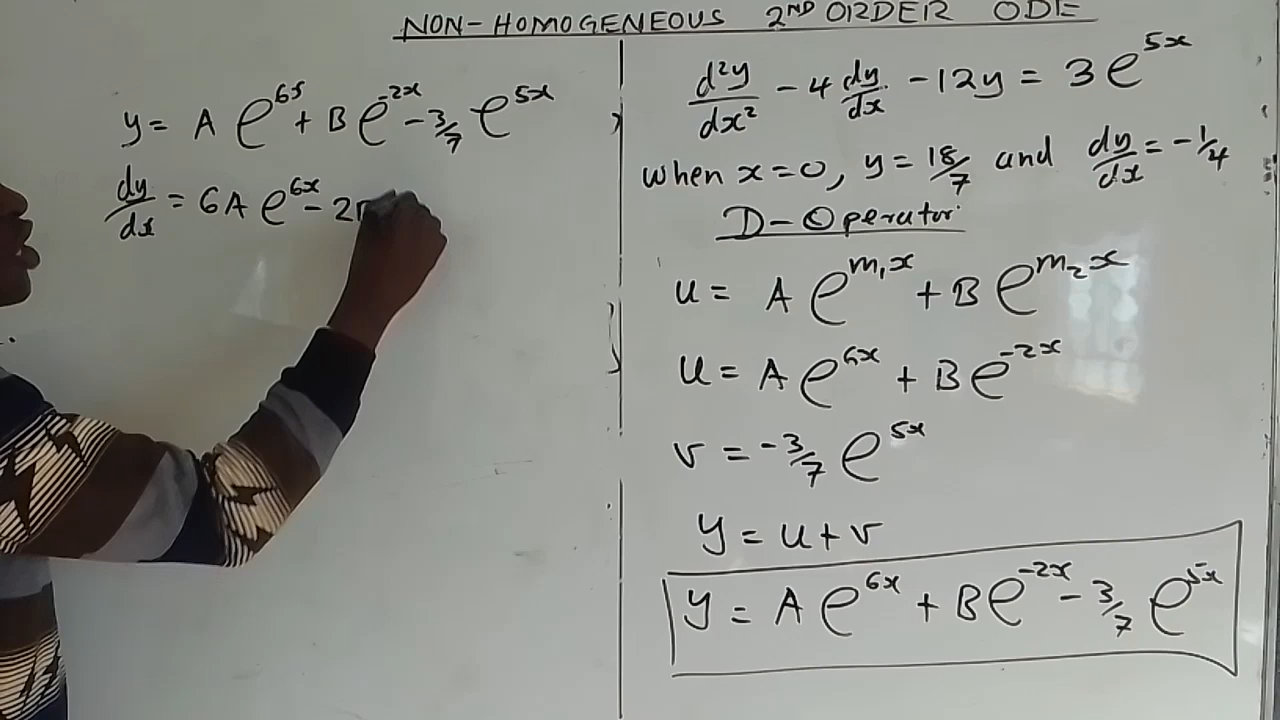 NON-HOMOGENEOUS 2ND ORDER ODE
y = A e^6x + B e^-2x - 3/7 e^5x
dy/dx = 6A e^6x - 2
d²y/dx² - 4 dy/dx - 12y = 3e^5x
when x=0, y = 18/7 and dy/dx = -1/4
D-Operator
u = A e^m₁x + B e^m₂x
u = A e^6x + B e^-2x
v = -3/7 e^5x
y = u + v
y = A e^6x + B e^-2x - 3/7 e^5x